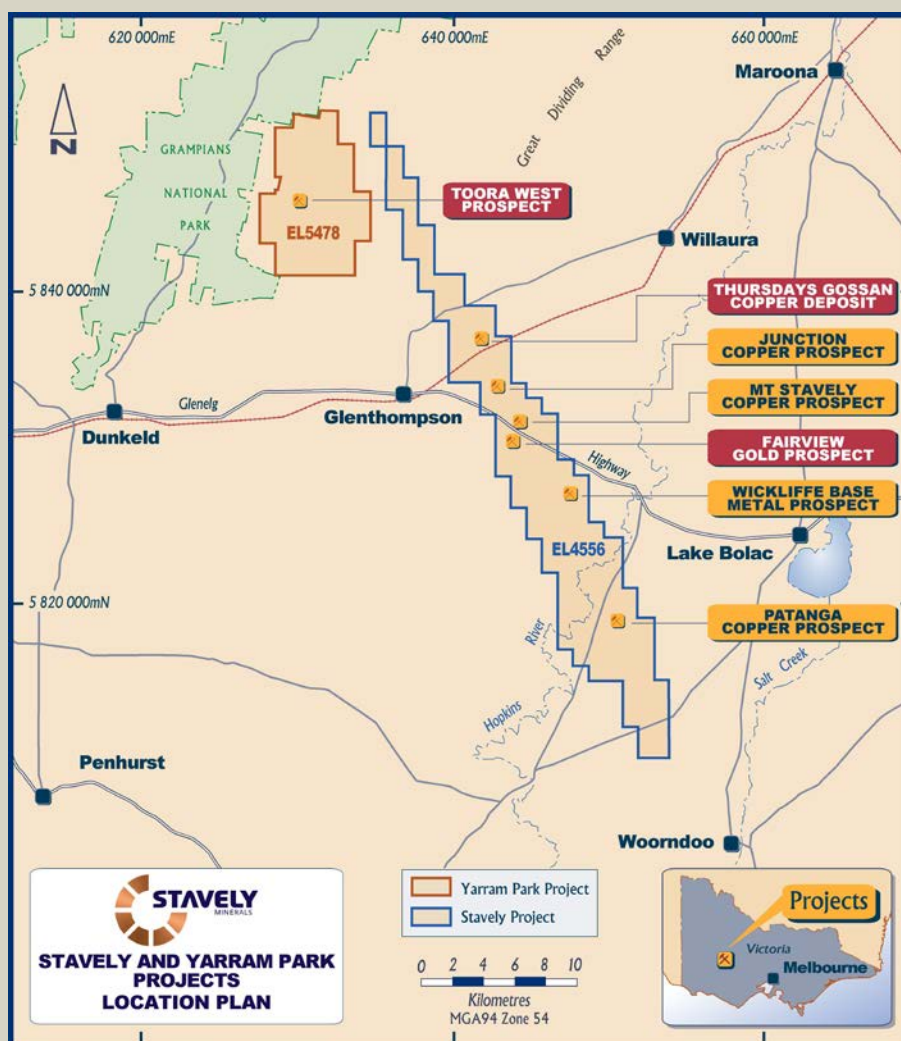 620 000mE
640 000mE
660 000mE
Maroona
Great Dividing Range
N
GRAMPIANS
NATIONAL
PARK
TOORA WEST
PROSPECT
EL5478
Willaura
5 840 000mN
THURSDAYS GOSSAN
COPPER DEPOSIT
JUNCTION
COPPER PROSPECT
MT STAVELY
COPPER PROSPECT
Glenelg
Glenthompson
Dunkeld
FAIRVIEW
GOLD PROSPECT
Highway
WICKLIFFE BASE
METAL PROSPECT
EL4556
Lake Bolac
5 820 000mN
PATANGA
COPPER PROSPECT
River
Hopkins
Salt Creek
Penhurst
Woorndoo
STAVELY
MINERALS
STAVELY AND YARRAM PARK
PROJECTS
LOCATION PLAN
Yarram Park Project
Stavely Project
0 2 4 6 8 10
Kilometres
MGA94 Zone 54
Projects
Victoria
Melbourne